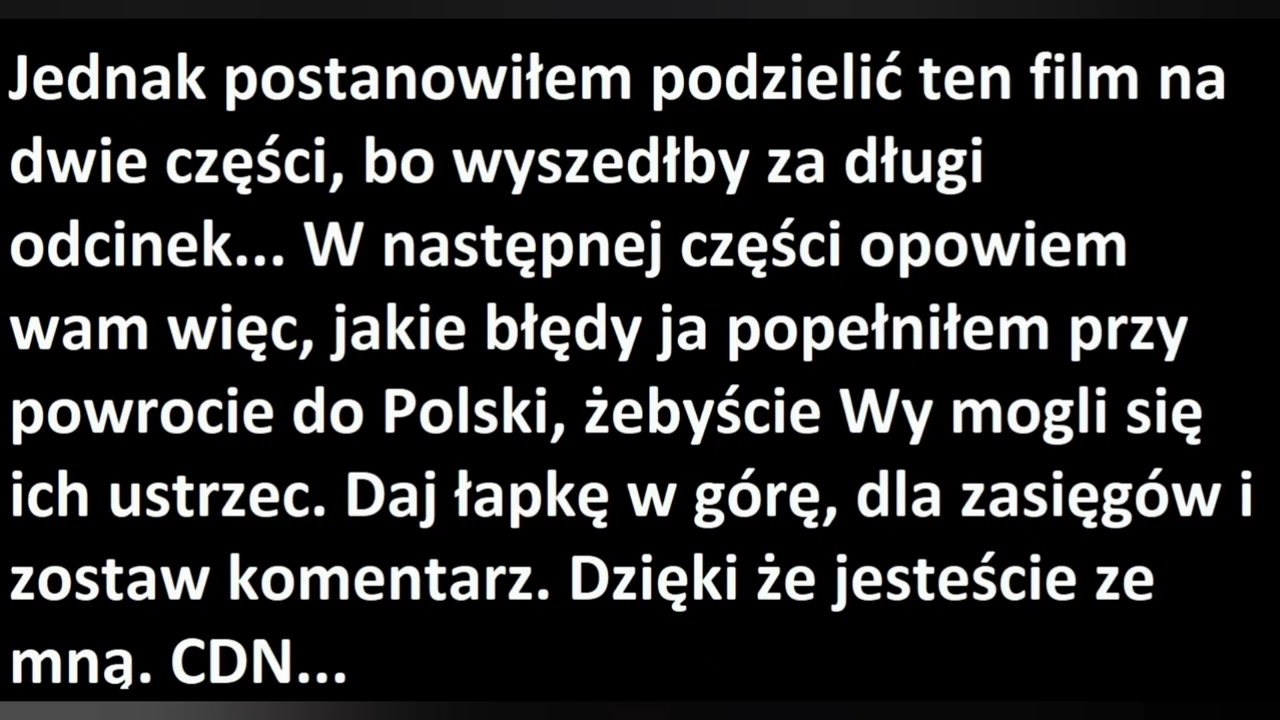 Jednak postanowiłem podzielić ten film na
dwie części, bo wyszedłby za długi
odcinek... W następnej części opowiem
wam więc, jakie błędy ja popełniłem przy
powrocie do Polski, żebyście Wy mogli się
ich ustrzec. Daj łapkę w górę, dla zasięgów i
zostaw komentarz. Dzięki że jesteście ze
mną. CDN...